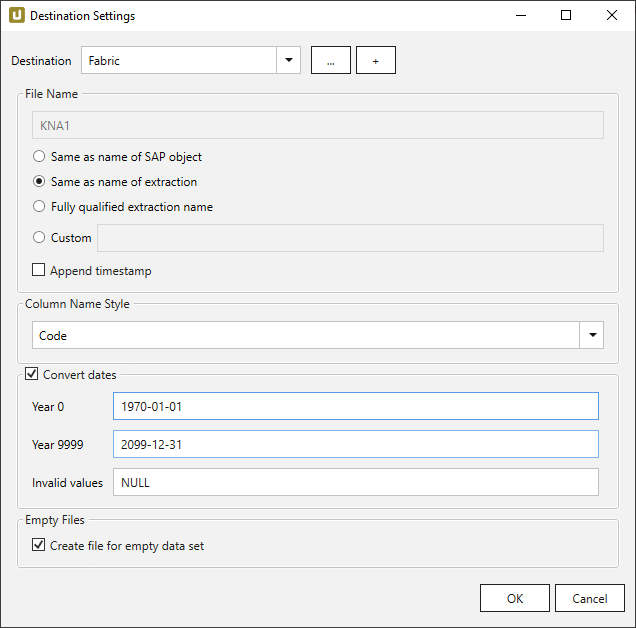 Destination Settings
Destination Fabric ... +
File Name
KNA1
Same as name of SAP object
Same as name of extraction
Fully qualified extraction name
Custom
Append timestamp
Column Name Style
Code
Convert dates
Year 0 1970-01-01
Year 9999 2099-12-31
Invalid values NULL
Empty Files
Create file for empty data set
OK Cancel